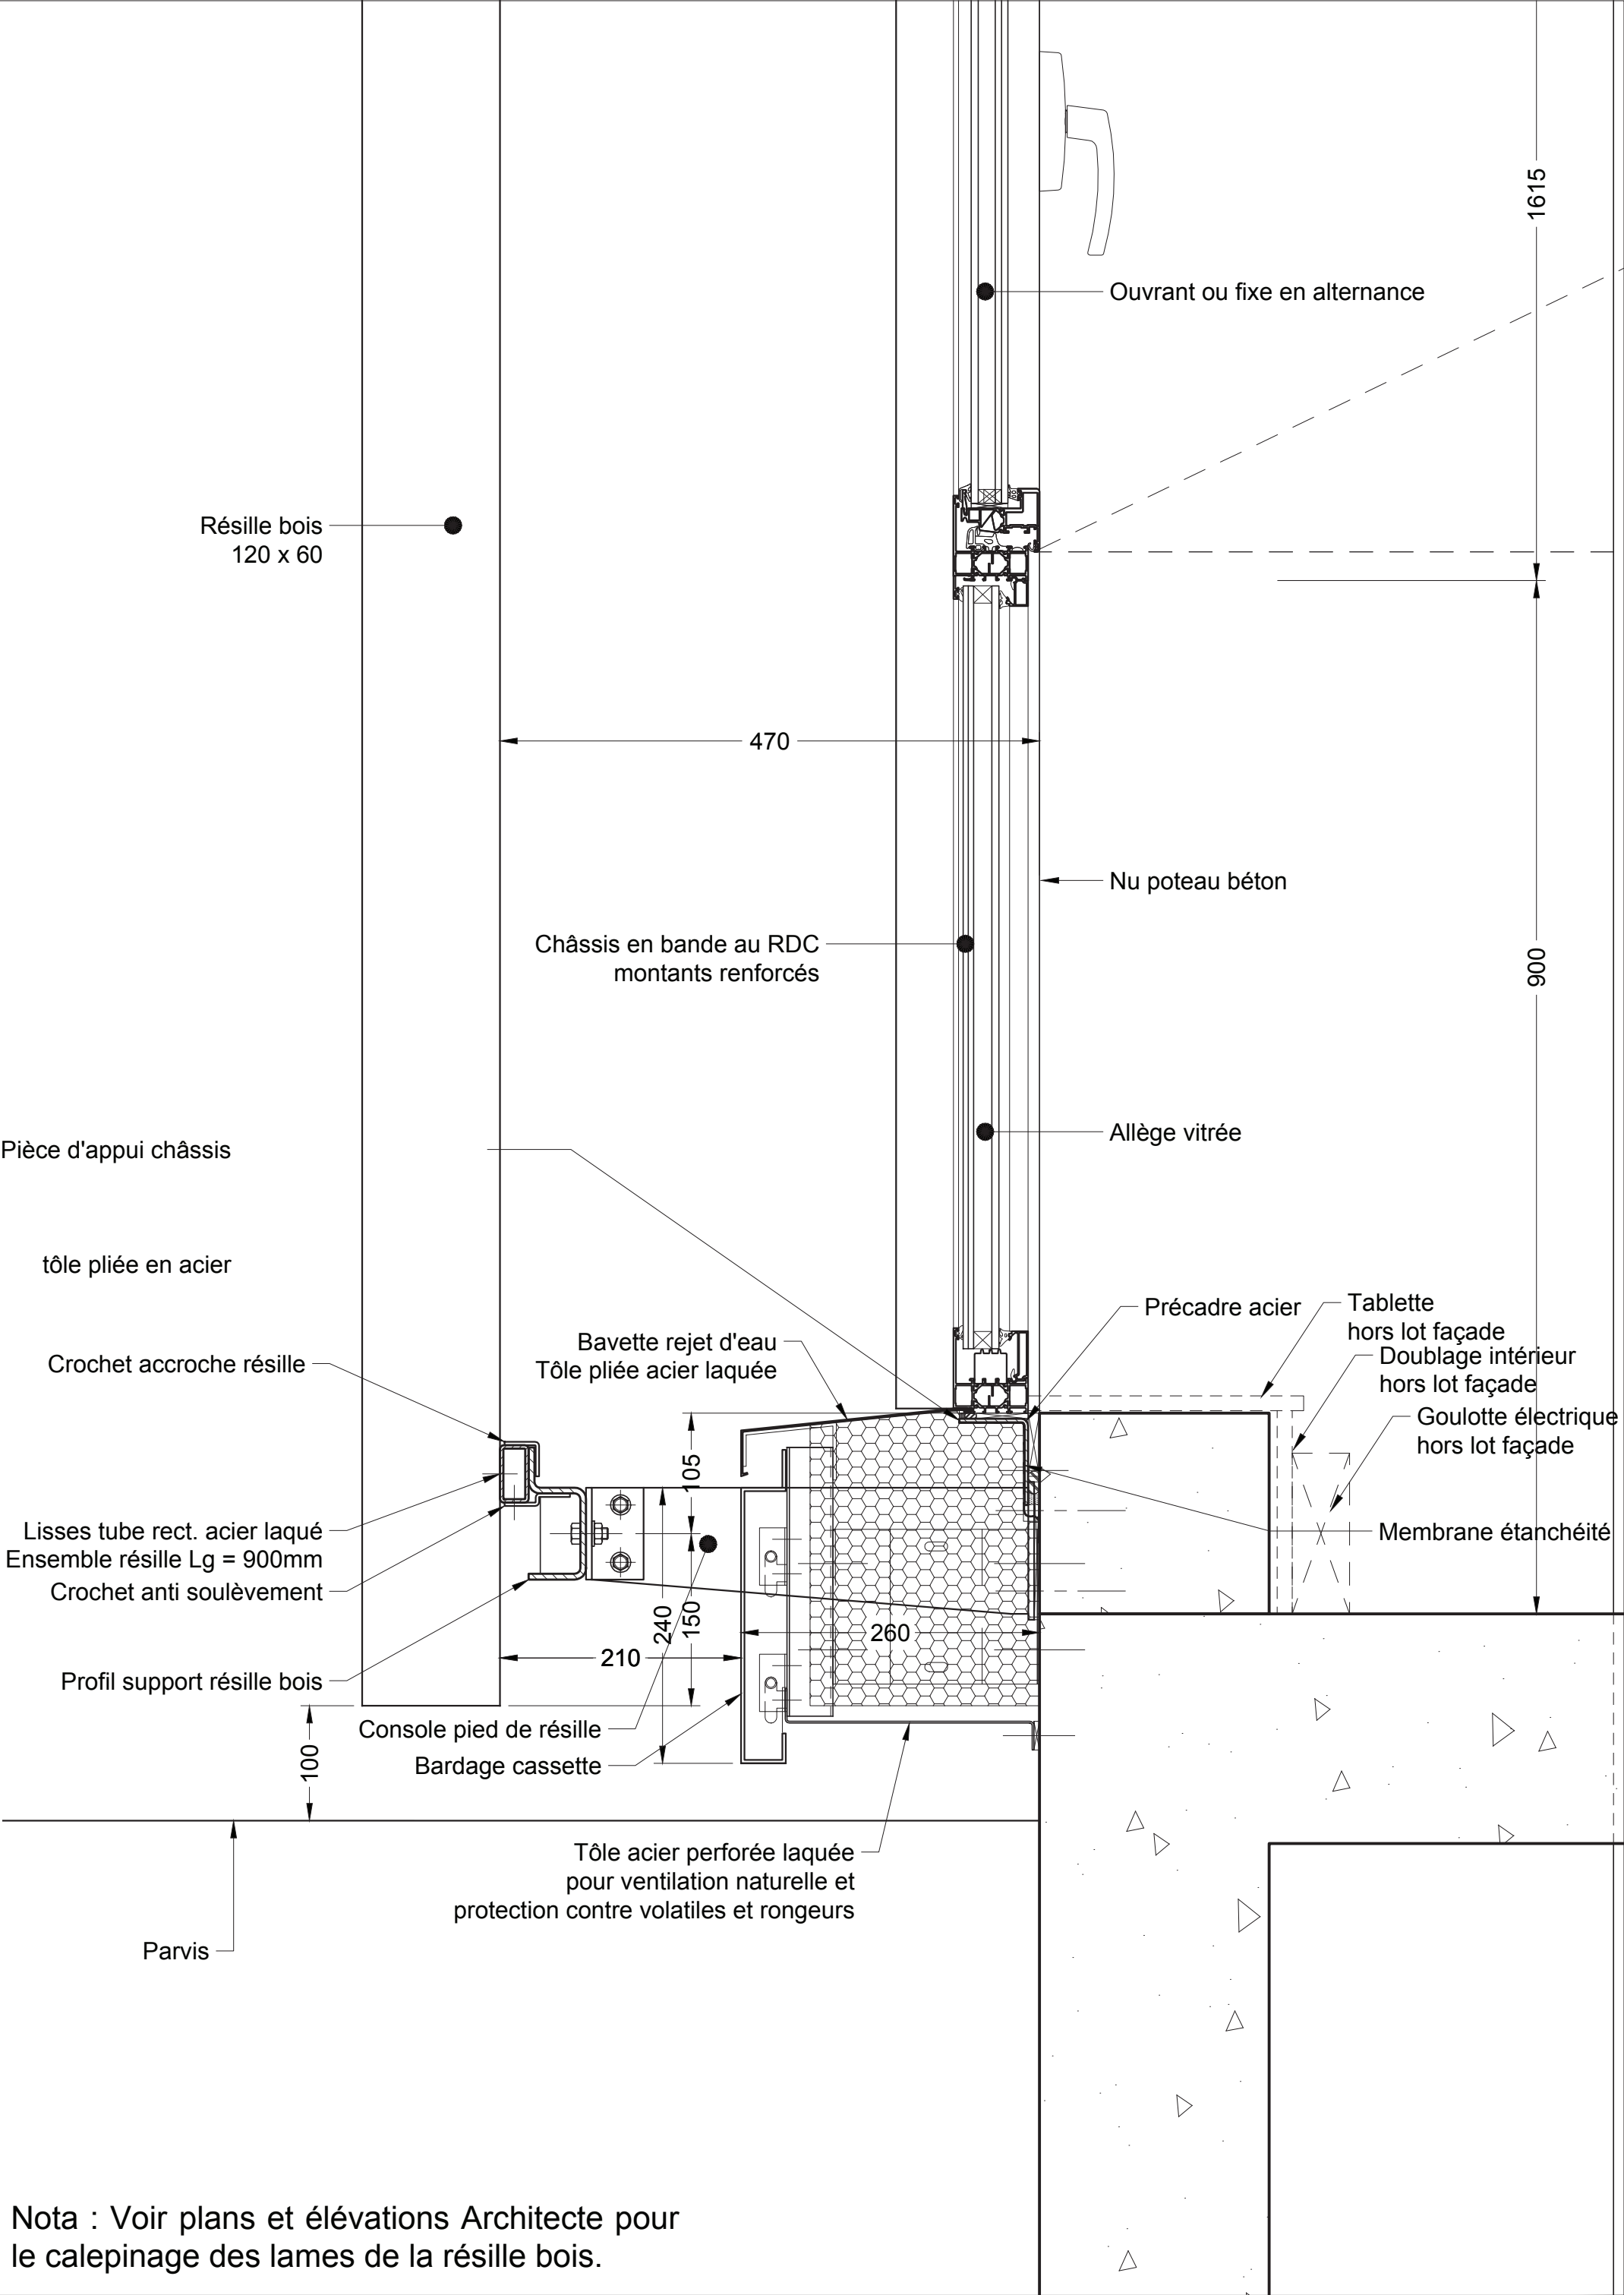 1615
Ouvrant ou fixe en alternance
Résille bois
120 x 60
470
Nu poteau béton
Châssis en bande au RDC
montants renforcés
900
Allège vitrée
Pièce d'appui châssis
tôle pliée en acier
Précadre acier
Tablette
hors lot façade
Bavette rejet d'eau
Tôle pliée acier laquée
Crochet accroche résille
Doublage intérieur
hors lot façade
Goulotte électrique
hors lot façade
105
Lisses tube rect. acier laqué
Ensemble résille Lg = 900mm
Membrane étanchéité
Crochet anti soulèvement
240
150
260
210
Profil support résille bois
Console pied de résille
Bardage cassette
100
Tôle acier perforée laquée
pour ventilation naturelle et
protection contre volatiles et rongeurs
Parvis
Nota : Voir plans et élévations Architecte pour
le calepinage des lames de la résille bois.